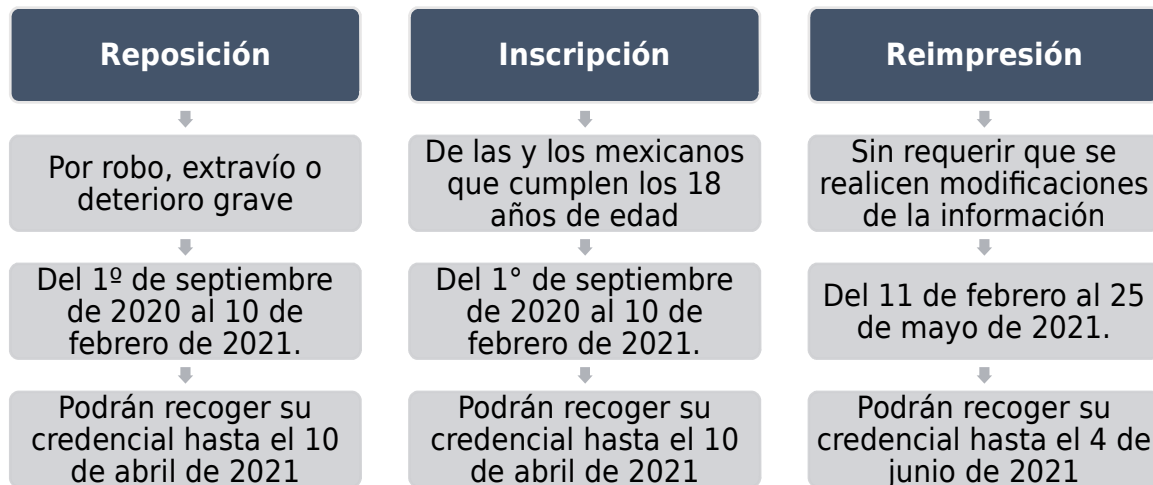 Reposición
Por robo, extravío o
deterioro grave
Del 1º de septiembre
de 2020 al 10 de
febrero de 2021.
Podrán recoger su
credencial hasta el 10
de abril de 2021
Inscripción
De las y los mexicanos
que cumplen los 18
años de edad
Del 1° de septiembre
de 2020 al 10 de
febrero de 2021.
Podrán recoger su
credencial hasta el 10
de abril de 2021
Reimpresión
Sin requerir que se
realicen modificaciones
de la información
Del 11 de febrero al 25
de mayo de 2021.
Podrán recoger su
credencial hasta el 4 de
junio de 2021